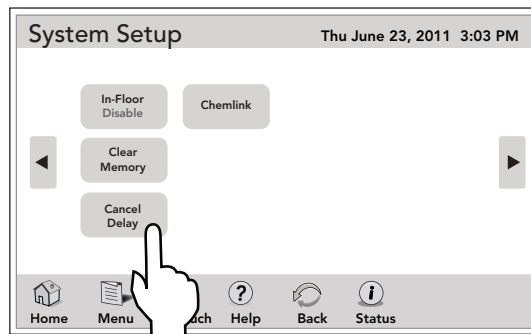 System Setup
Thu June 23, 2011 3:03 PM
In-Floor
Disable
Chemlink
Clear
Memory
Cancel
Delay
Home
Menu
Help
Back
Status